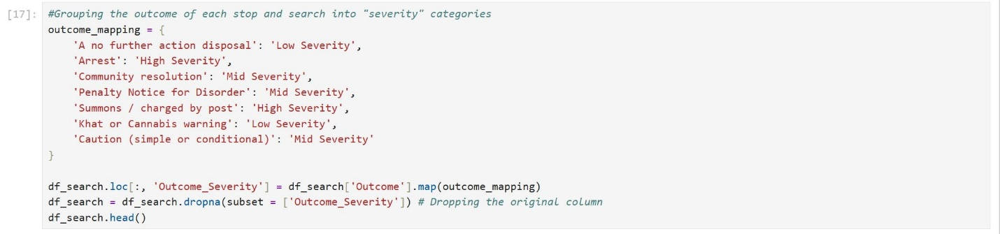 [17]: #Grouping the outcome of each stop and search into "severity" categories
outcome_mapping = {
    'A no further action disposal': 'Low Severity',
    'Arrest': 'High Severity',
    'Community resolution': 'Mid Severity',
    'Penalty Notice for Disorder': 'Mid Severity',
    'Summons / charged by post': 'High Severity',
    'Khat or Cannabis warning': 'Low Severity',
    'Caution (simple or conditional)': 'Mid Severity'
}

df_search.loc[:, 'Outcome_Severity'] = df_search['Outcome'].map(outcome_mapping)
df_search = df_search.dropna(subset = ['Outcome_Severity']) # Dropping the original column
df_search.head()